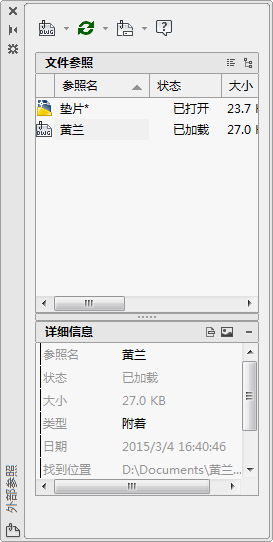 DWG
文件参照
参照名 状态 大小
垫片* 已打开 23.7 K
黄兰 已加载 27.0 K
详细信息
参照名 黄兰
状态 已加载
大小 27.0 KB
类型 附着
日期 2015/3/4 16:40:46
找到位置 D:\Documents\黄兰...
外部参照